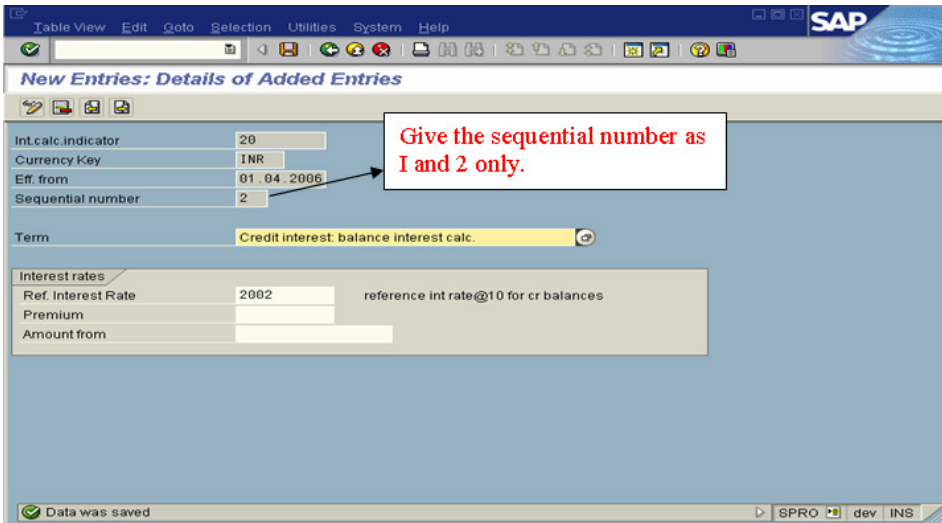 Table View Edit Goto Selection Utilities System Help
SAP
New Entries: Details of Added Entries
Int.calc.indicator 20
Currency Key INR
Eff. from 01.04.2006
Sequential number 2
Give the sequential number as
I and 2 only.
Term Credit interest: balance interest calc.
Interest rates
Ref. Interest Rate 2002 reference int rate@10 for cr balances
Premium
Amount from
Data was saved SPRO dev INS